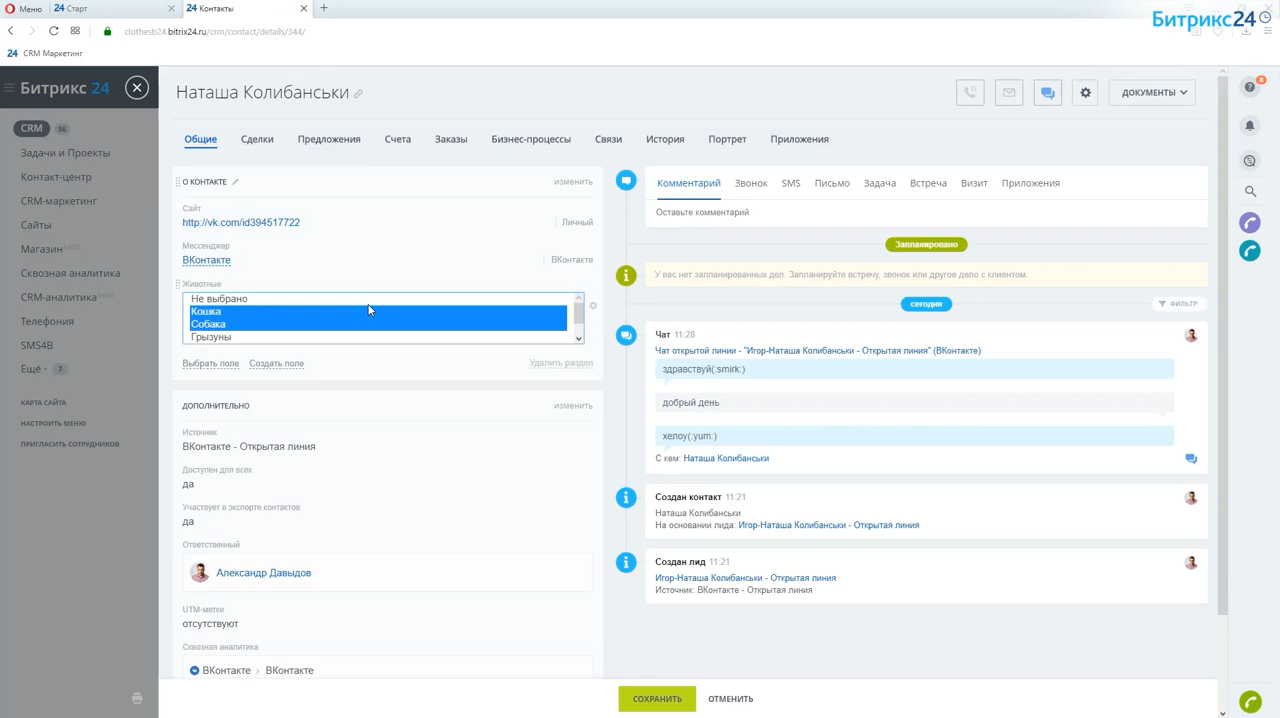 Меню
24 Старт
24 Контакты
clothesb24.bitrix24.ru/crm/contact/details/344/
24 CRM Маркетинг
Битрикс24
Битрикс 24
CRM 56
Задачи и Проекты
Контакт-центр
CRM-маркетинг
Сайты
Магазин beta
Сквозная аналитика
CRM-аналитика beta
Телефония
SMS4B
Ещё - 7
КАРТА САЙТА
НАСТРОИТЬ МЕНЮ
ПРИГЛАСИТЬ СОТРУДНИКОВ
Наташа Колибаньски
ДОКУМЕНТЫ
8
Общие Сделки Предложения Счета Заказы Бизнес-процессы Связи История Портрет Приложения
О КОНТАКТЕ изменить
Сайт
http://vk.com/id394517722 Личный
Мессенджер
ВКонтакте ВКонтакте
Животные
Не выбрано
Кошка
Собака
Грызуны
Выбрать поле Создать поле Удалить раздел
ДОПОЛНИТЕЛЬНО изменить
Источник
ВКонтакте - Открытая линия
Доступен для всех
да
Участвует в экспорте контактов
да
Ответственный
Александр Давыдов
UTM-метки
отсутствуют
Сквозная аналитика
ВКонтакте > ВКонтакте
Комментарий Звонок SMS Письмо Задача Встреча Визит Приложения
Оставьте комментарий
Запланировано
У вас нет запланированных дел. Запланируйте встречу, звонок или другое дело с клиентом.
сегодня ФИЛЬТР
Чат 11:28
Чат открытой линии - "Игор-Наташа Колибаньски - Открытая линия" (ВКонтакте)
здравствуй(:smirk:)
добрый день
хелоу(:yum:)
С кем: Наташа Колибаньски
Создан контакт 11:21
Наташа Колибаньски
На основании лида: Игор-Наташа Колибаньски - Открытая линия
Создан лид 11:21
Игор-Наташа Колибаньски - Открытая линия
Источник: ВКонтакте - Открытая линия
СОХРАНИТЬ ОТМЕНИТЬ